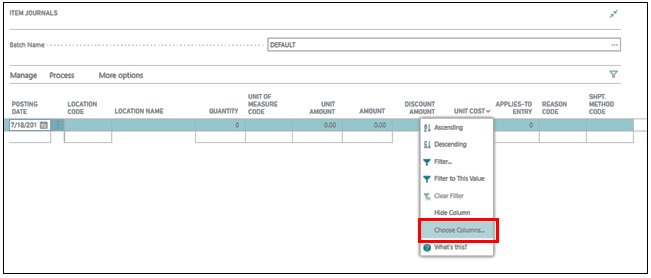 ITEM JOURNALS
Batch Name DEFAULT ...
Manage Process More options
POSTING DATE LOCATION CODE LOCATION NAME QUANTITY UNIT OF MEASURE CODE UNIT AMOUNT AMOUNT DISCOUNT AMOUNT UNIT COST APPLIES-TO ENTRY REASON CODE SHPT. METHOD CODE
7/18/201 0 0.00 0.00 0
Ascending
Descending
Filter...
Filter to This Value
Clear Filter
Hide Column
Choose Columns...
What's this?